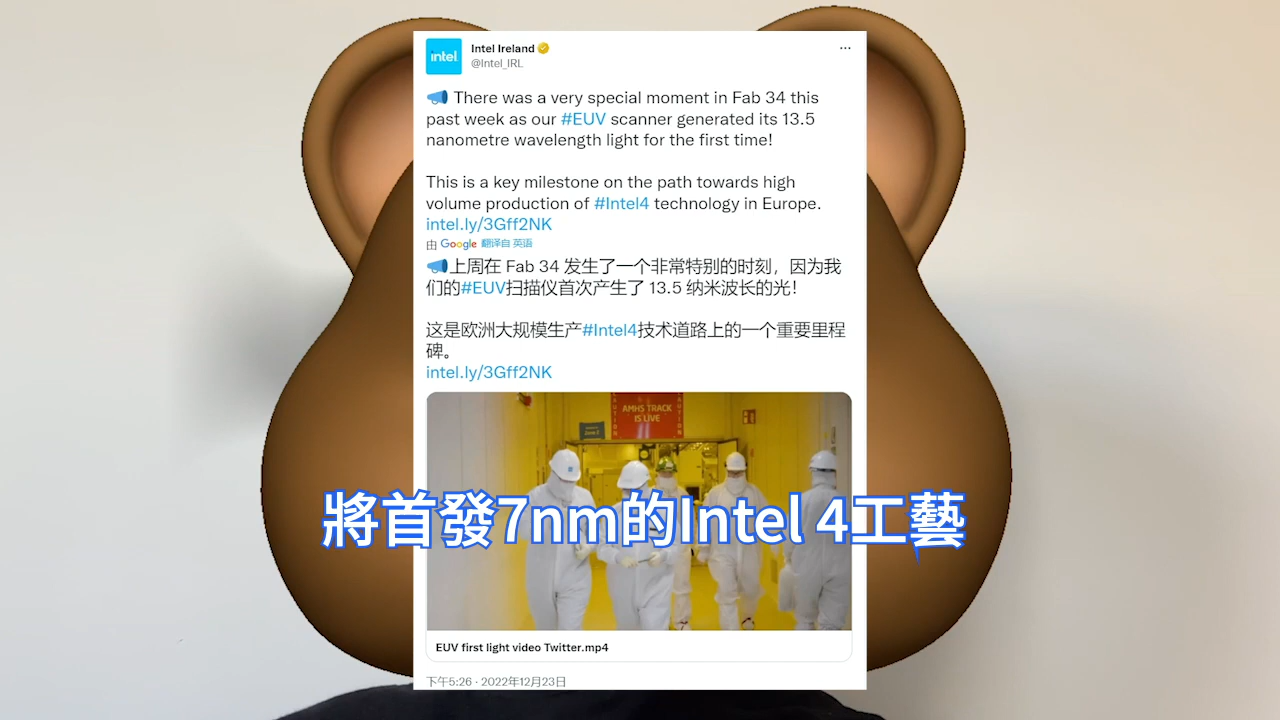 intel
Intel Ireland
@Intel_IRL
There was a very special moment in Fab 34 this
past week as our #EUV scanner generated its 13.5
nanometre wavelength light for the first time!
This is a key milestone on the path towards high
volume production of #Intel4 technology in Europe.
intel.ly/3Gff2NK
由 Google 翻译自 英语
上周在 Fab 34 发生了一个非常特别的时刻，因为我
们的#EUV扫描仪首次产生了 13.5 纳米波长的光！
这是欧洲大规模生产#Intel4技术道路上的一个重要里程
碑。
intel.ly/3Gff2NK
CAUTION
AMHS TRACK
IS LIVE
CAUTION
將首發7nm的Intel 4工藝
EUV first light video Twitter.mp4
下午5:26 · 2022年12月23日